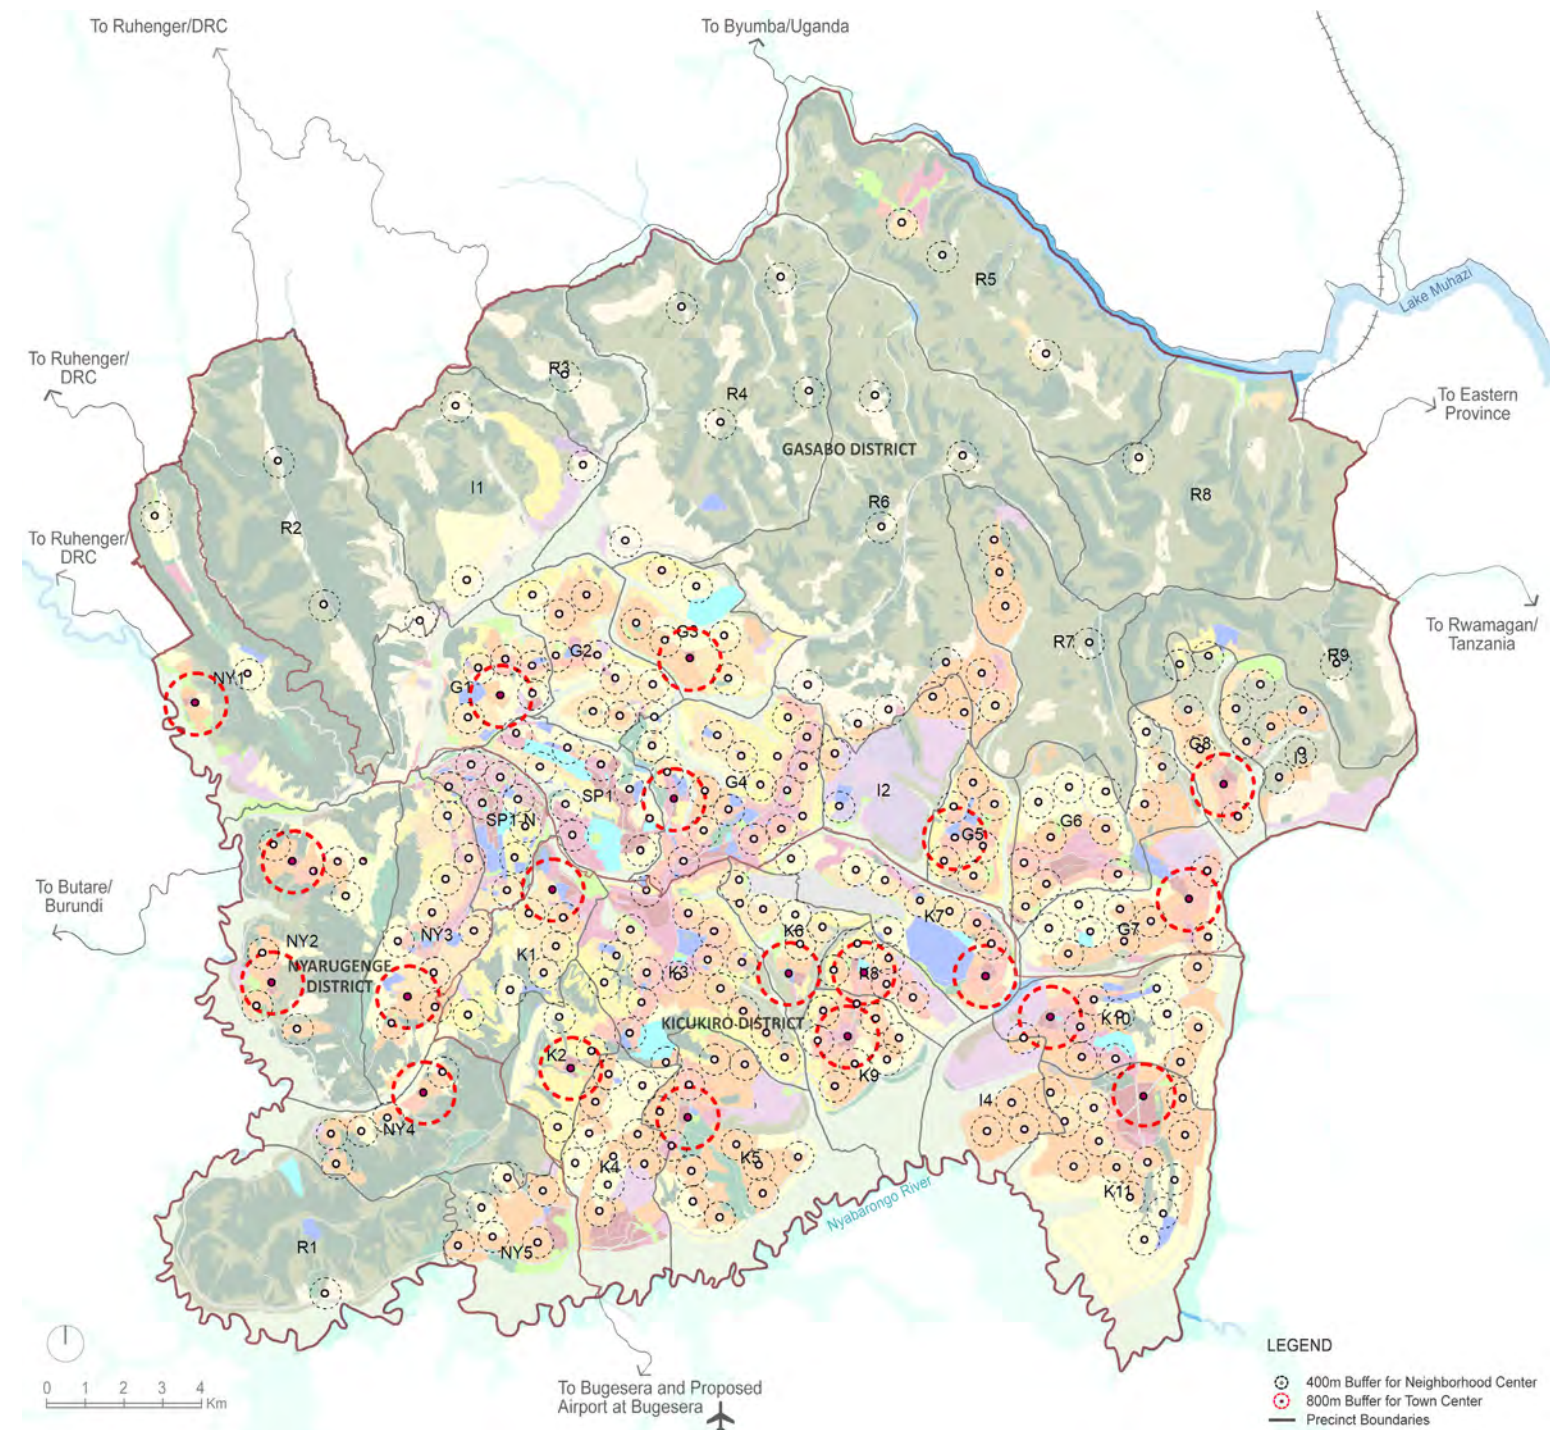 To Ruhenger/DRC
To Byumba/Uganda
Lake Muhazi
R5
To Ruhenger/
DRC
R3
R4
To Eastern
Province
GASABO DISTRICT
I1
R8
R6
R2
To Ruhenger/
DRC
To Rwamagan/
Tanzania
G3
R7
G2
R9
NY1
G1
G8
I3
G4
I2
SP1
SP1-N
G5
G6
To Butare/
Burundi
K7
G7
NY3
K6
NY2
K1
NYARUGENGE
DISTRICT
K3
K8
KICUKIRO DISTRICT
K10
K2
K9
I4
NY4
K5
K4
K11
Nyabarongo River
R1
NY5
LEGEND
400m Buffer for Neighborhood Center
800m Buffer for Town Center
Precinct Boundaries
0 1 2 3 4
Km
To Bugesera and Proposed
Airport at Bugesera